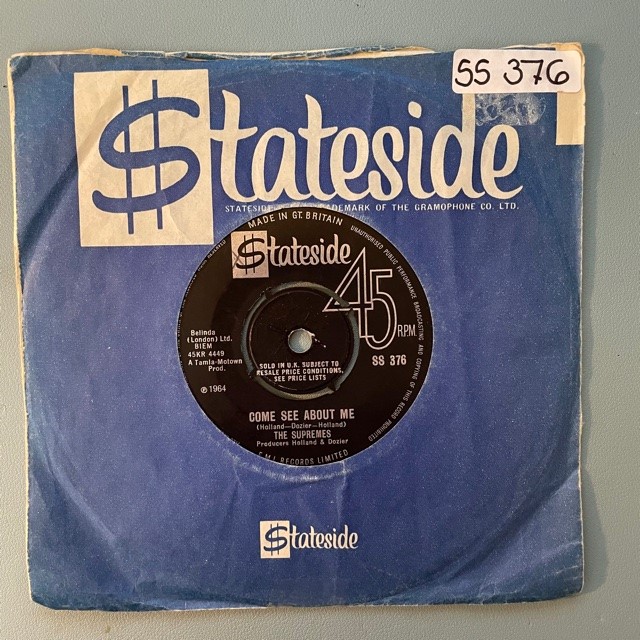 SS 376
Stateside
STATESIDE TRADEMARK OF THE GRAMOPHONE CO. LTD.
MADE IN GT. BRITAIN
UNAUTHORISED PUBLIC PERFORMANCE BROADCASTING AND COPYING OF THIS RECORD PROHIBITED
RESERVED
Stateside
45
R.P.M.
Belinda
(London) Ltd.
BIEM
45KR 4449
A Tamla-Motown
Prod.
SS 376
SOLD IN U.K. SUBJECT TO
RESALE PRICE CONDITIONS,
SEE PRICE LISTS
℗ 1964
COME SEE ABOUT ME
(Holland—Dozier—Holland)
THE SUPREMES
Producers Holland & Dozier
E.M.I. RECORDS LIMITED
Stateside